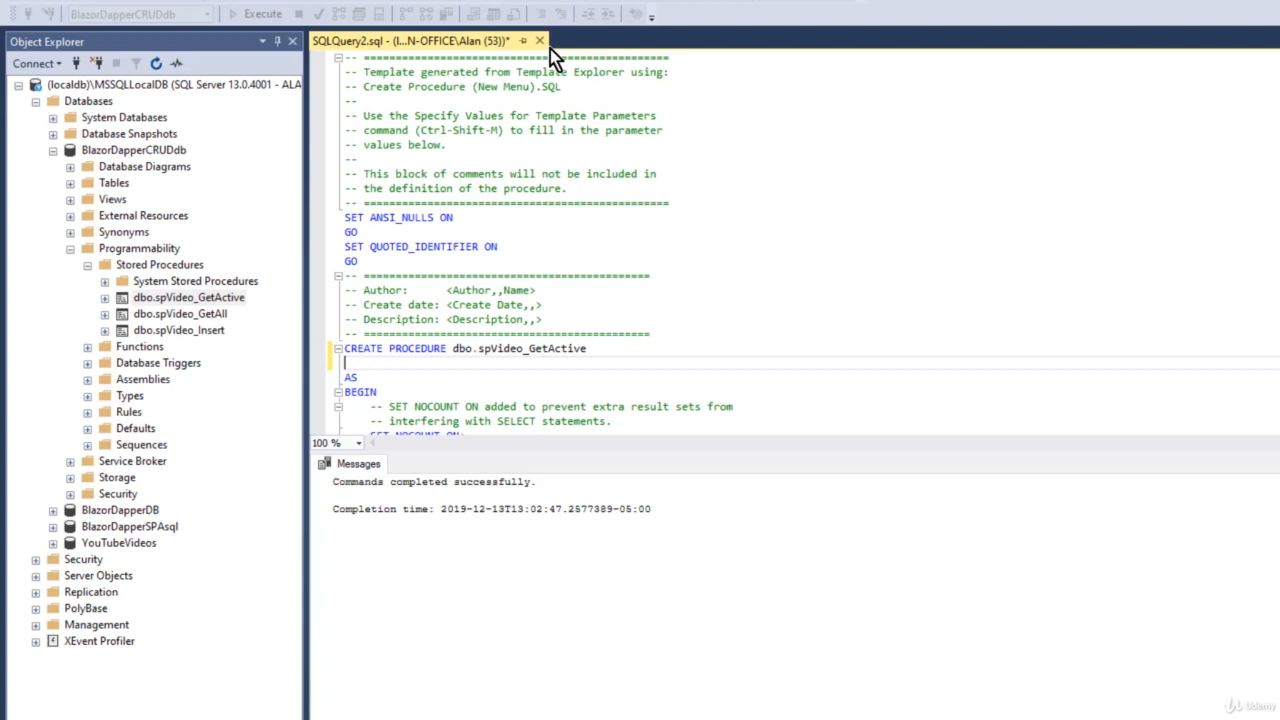 BlazorDapperCRUDdb
Execute
Object Explorer
Connect
(localdb)\MSSQLLocalDB (SQL Server 13.0.4001 - ALA
Databases
System Databases
Database Snapshots
BlazorDapperCRUDdb
Database Diagrams
Tables
Views
External Resources
Synonyms
Programmability
Stored Procedures
System Stored Procedures
dbo.spVideo_GetActive
dbo.spVideo_GetAll
dbo.spVideo_Insert
Functions
Database Triggers
Assemblies
Types
Rules
Defaults
Sequences
Service Broker
Storage
Security
BlazorDapperDB
BlazorDapperSPAsql
YouTubeVideos
Security
Server Objects
Replication
PolyBase
Management
XEvent Profiler
SQLQuery2.sql - (l...N-OFFICE\Alan (53))*
-- =============================================
-- Template generated from Template Explorer using:
-- Create Procedure (New Menu).SQL
--
-- Use the Specify Values for Template Parameters
-- command (Ctrl-Shift-M) to fill in the parameter
-- values below.
--
-- This block of comments will not be included in
-- the definition of the procedure.
-- ================================================
SET ANSI_NULLS ON
GO
SET QUOTED_IDENTIFIER ON
GO
-- =============================================
-- Author: <Author,,Name>
-- Create date: <Create Date,,>
-- Description: <Description,,>
-- =============================================
CREATE PROCEDURE dbo.spVideo_GetActive
AS
BEGIN
-- SET NOCOUNT ON added to prevent extra result sets from
-- interfering with SELECT statements.
SET NOCOUNT ON;
100 %
Messages
Commands completed successfully.
Completion time: 2019-12-13T13:02:47.2577389-05:00
Udemy